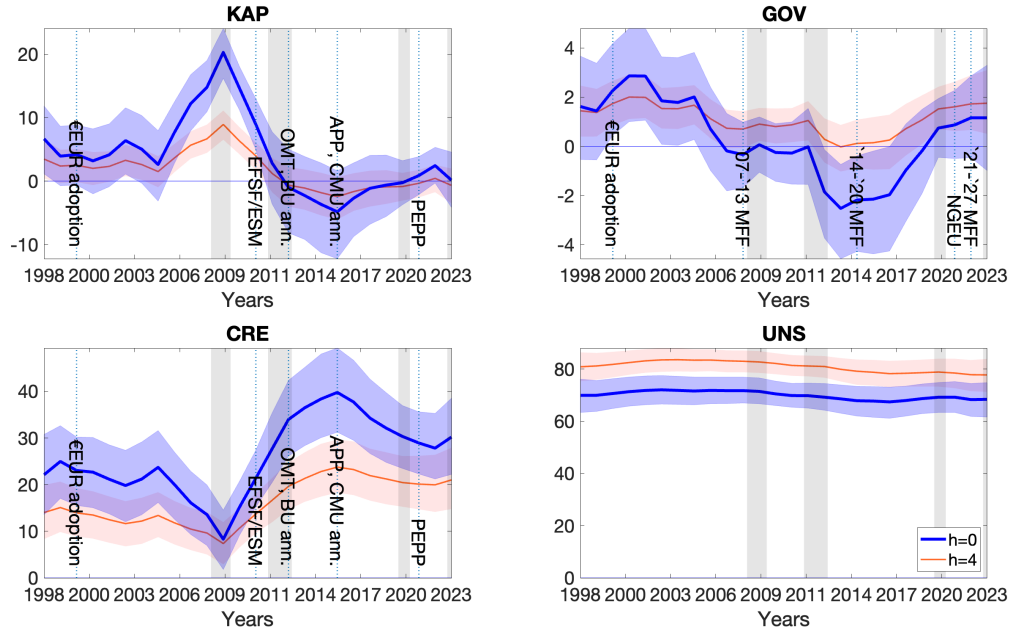 KAP
20
10
0
-10
€EUR adoption
EFSF/ESM
OMT, BU ann.
APP, CMU ann.
PEPP
1998 2000 2003 2006 2009 2012 2014 2017 2020 2023
Years
GOV
4
2
0
-2
-4
€EUR adoption
`07-`13 MFF
`14-`20 MFF
NGEU
`21-`27 MFF
1998 2000 2003 2006 2009 2012 2014 2017 2020 2023
Years
CRE
40
30
20
10
0
€EUR adoption
EFSF/ESM
OMT, BU ann.
APP, CMU ann.
PEPP
1998 2000 2003 2006 2009 2012 2014 2017 2020 2023
Years
UNS
80
60
40
20
0
h=0
h=4
1998 2000 2003 2006 2009 2012 2014 2017 2020 2023
Years